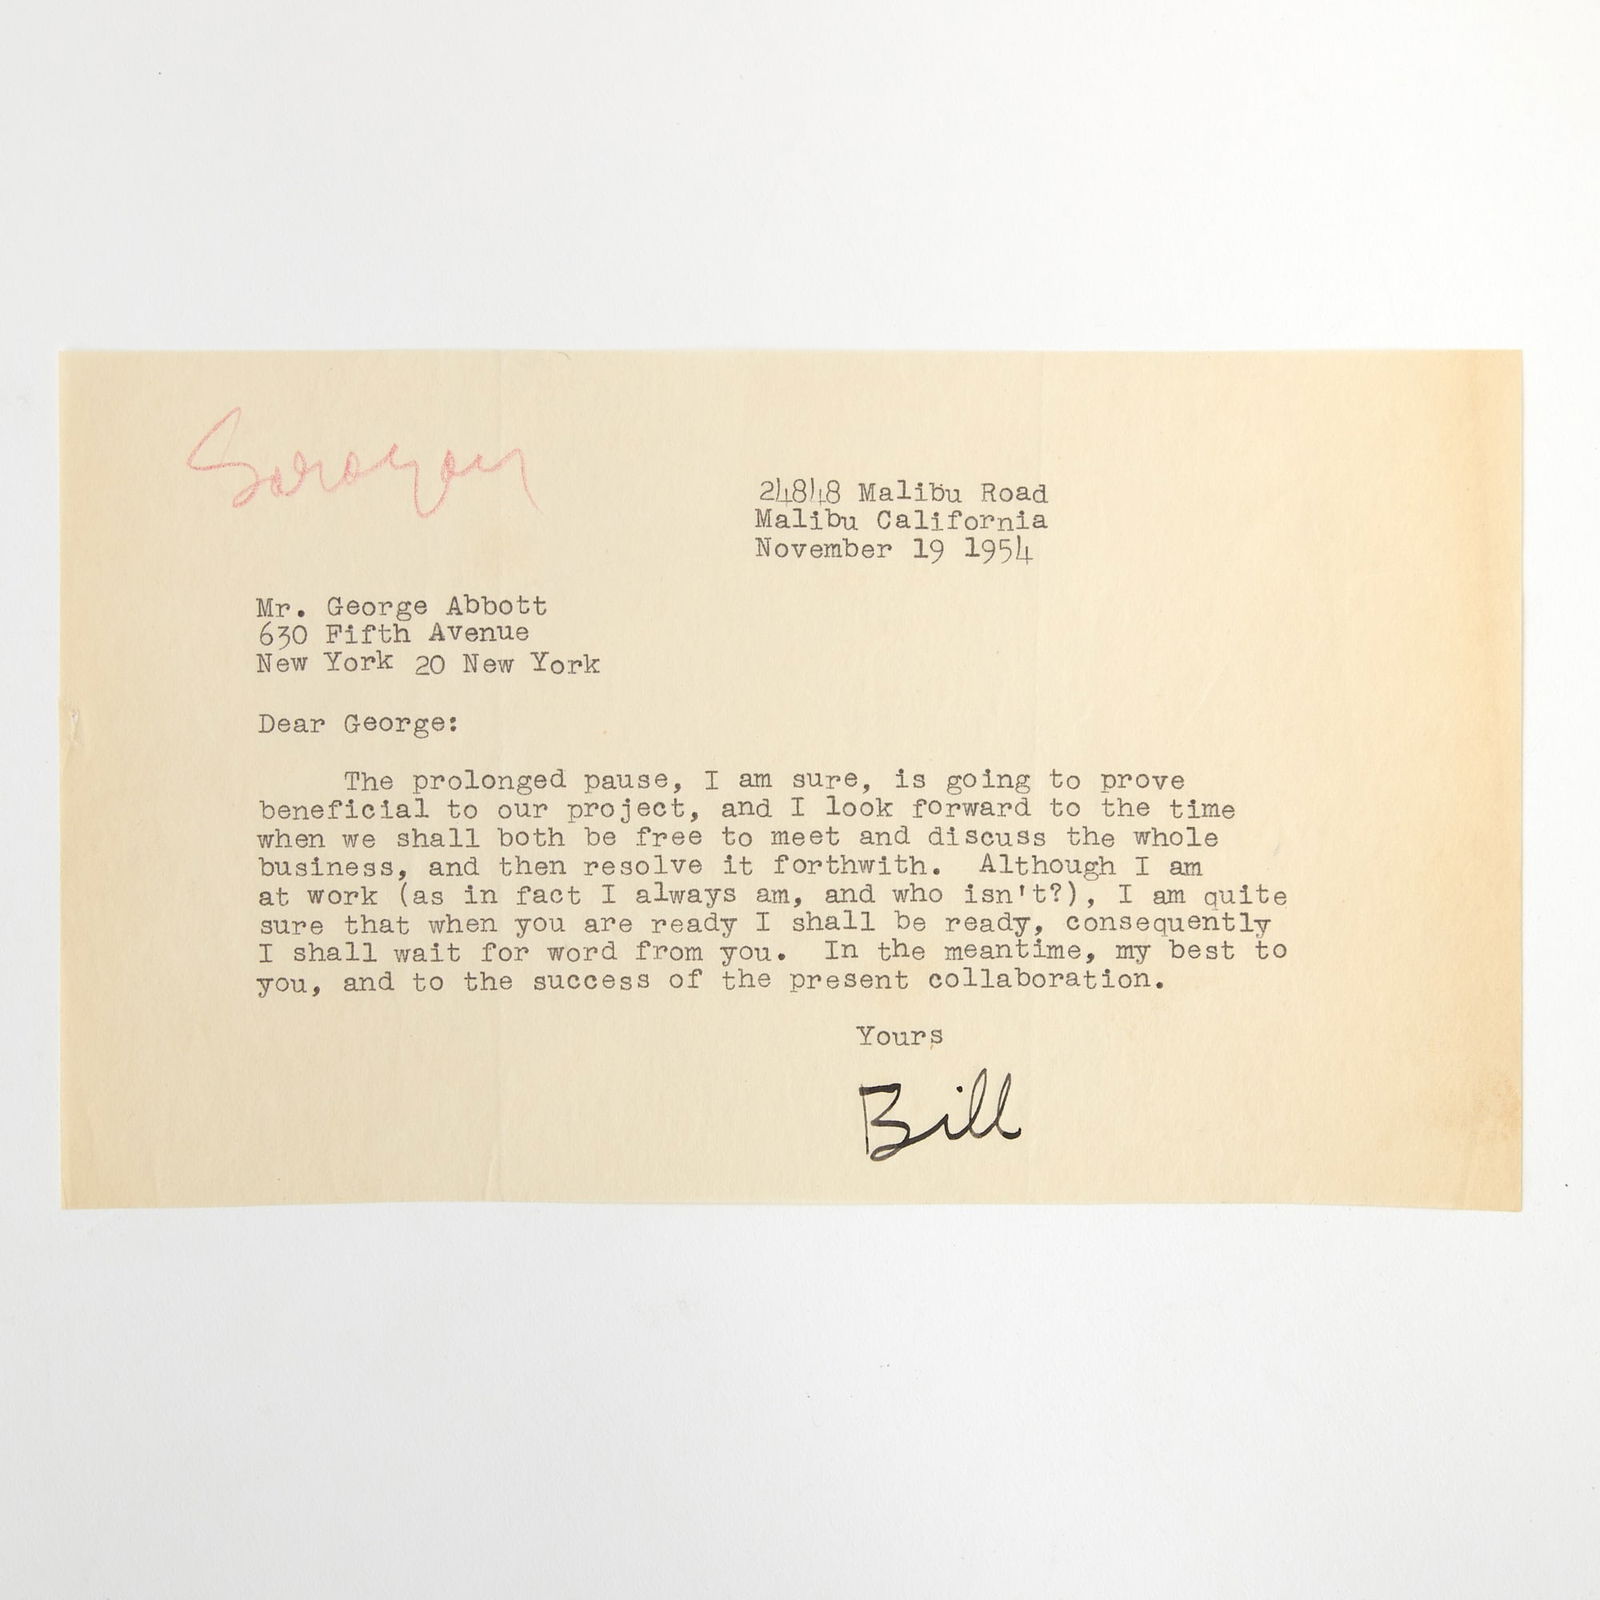 Saroyan
24848 Malibu Road
Malibu California
November 19 1954
Mr. George Abbott
630 Fifth Avenue
New York 20 New York
Dear George:
The prolonged pause, I am sure, is going to prove
beneficial to our project, and I look forward to the time
when we shall both be free to meet and discuss the whole
business, and then resolve it forthwith.  Although I am
at work (as in fact I always am, and who isn't?), I am quite
sure that when you are ready I shall be ready, consequently
I shall wait for word from you.  In the meantime, my best to
you, and to the success of the present collaboration.
Yours
Bill